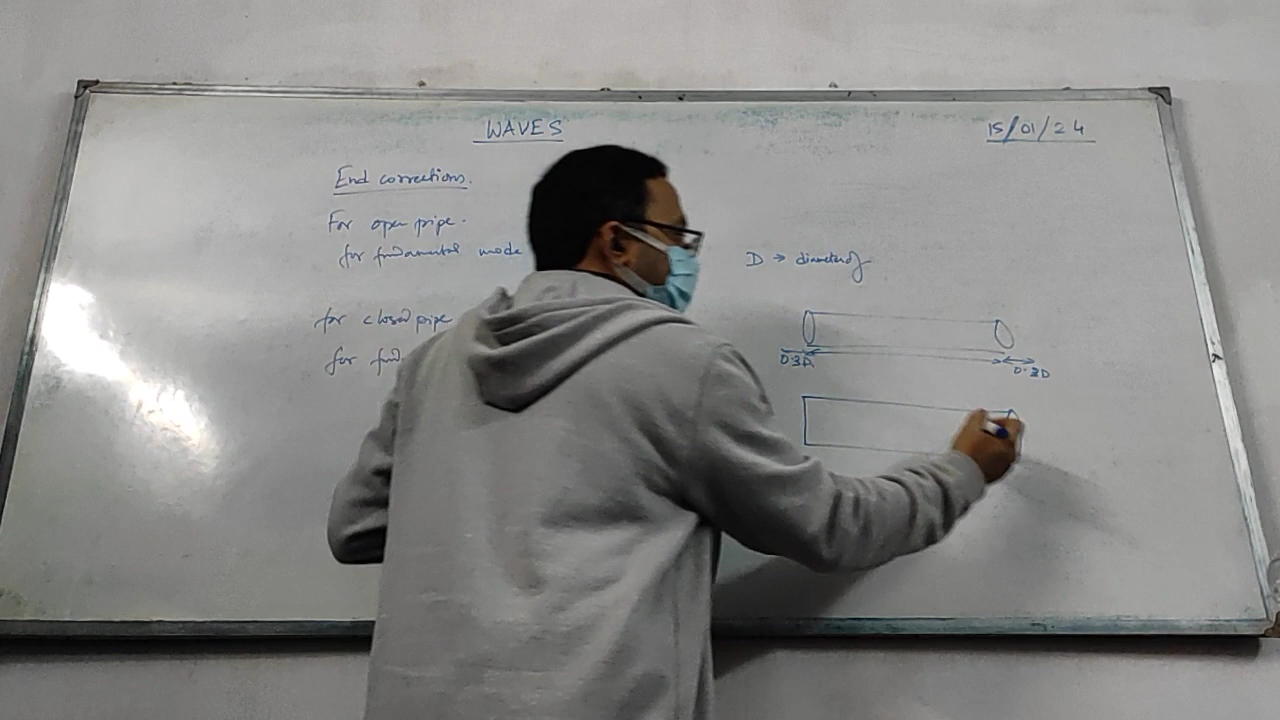 WAVES
15/01/24
End corrections.
For open pipe.
for fundamental mode
D → diameter of
for closed pipe
for fund
0.3D
0.3D